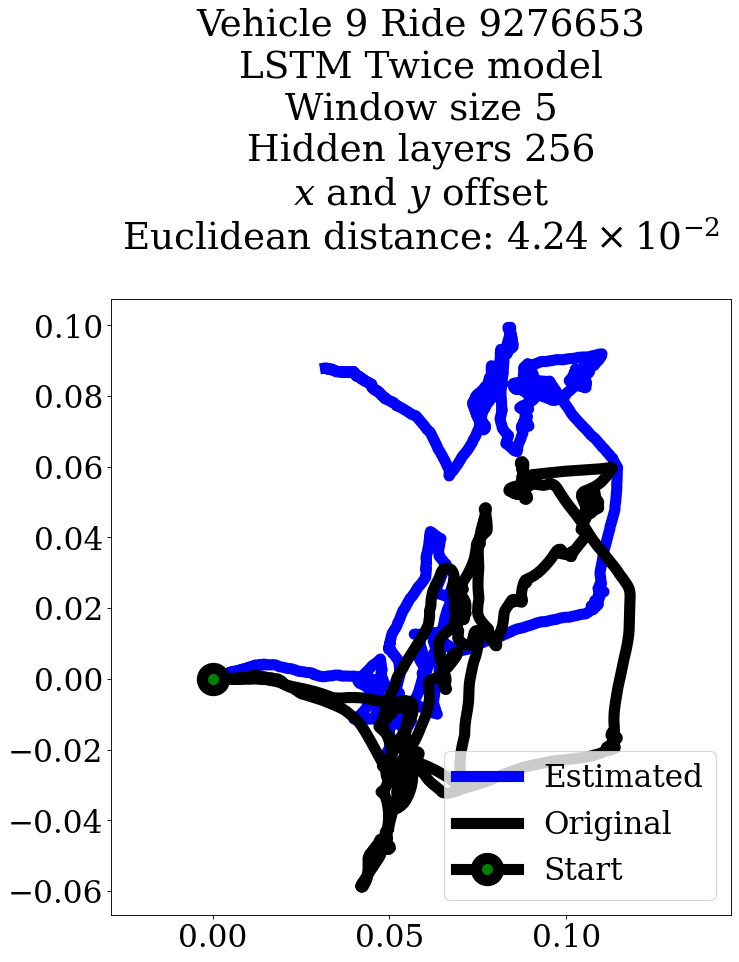 Vehicle 9 Ride 9276653
LSTM Twice model
Window size 5
Hidden layers 256
x and y offset
Euclidean distance: 4.24 × 10⁻²
0.10
0.08
0.06
0.04
0.02
0.00
−0.02
−0.04
−0.06
Estimated
Original
Start
0.00 0.05 0.10